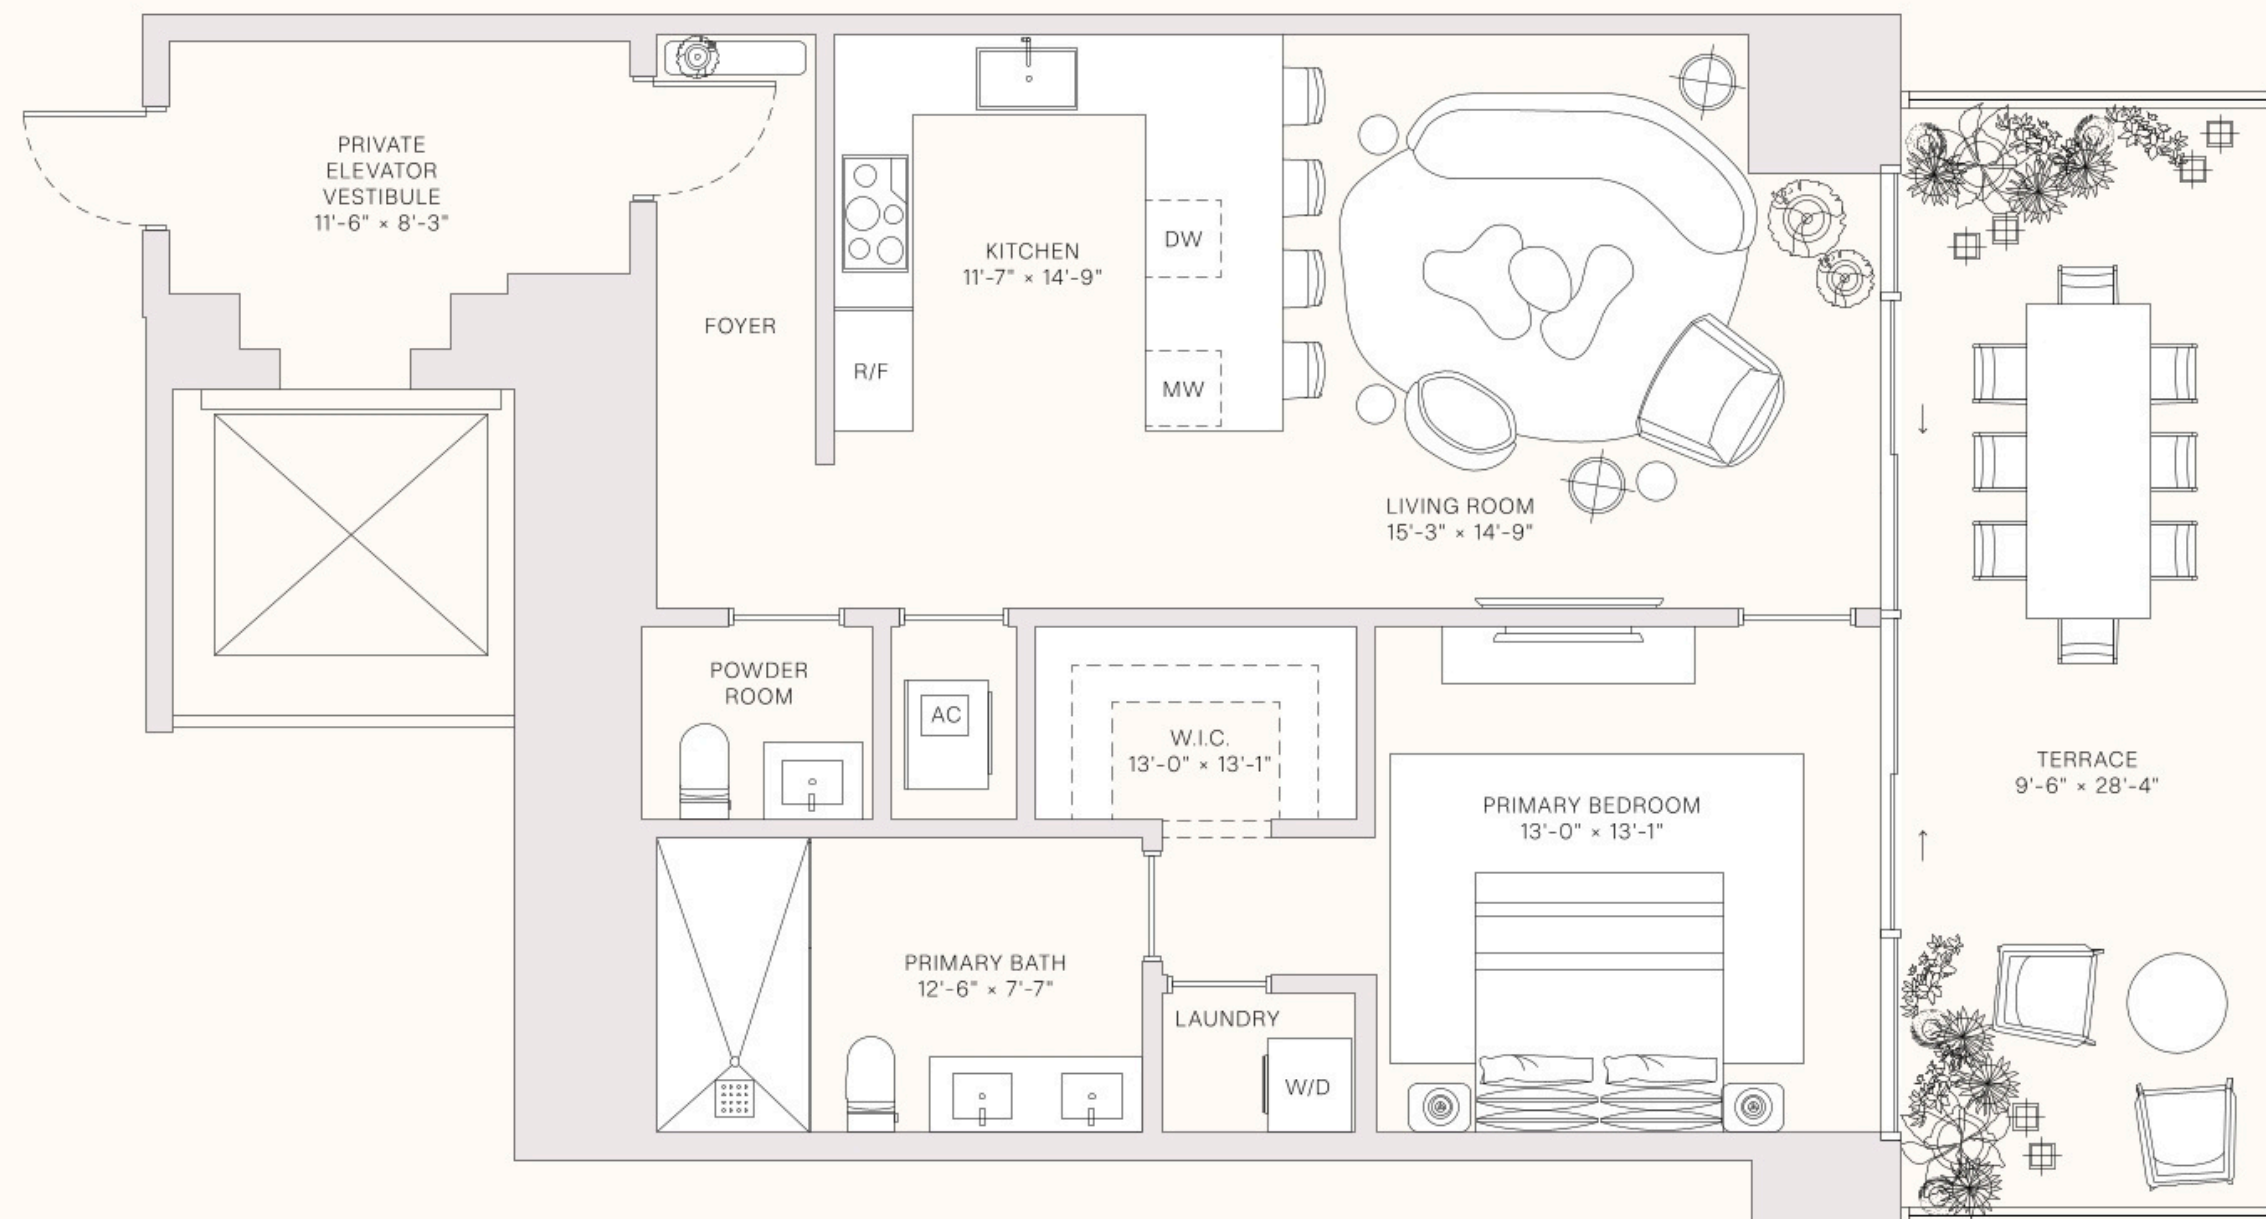 PRIVATE
ELEVATOR
VESTIBULE
11'-6" × 8'-3"
FOYER
KITCHEN
11'-7" × 14'-9"
DW
R/F
MW
LIVING ROOM
15'-3" × 14'-9"
POWDER
ROOM
AC
W.I.C.
13'-0" × 13'-1"
PRIMARY BEDROOM
13'-0" × 13'-1"
TERRACE
9'-6" × 28'-4"
PRIMARY BATH
12'-6" × 7'-7"
LAUNDRY
W/D